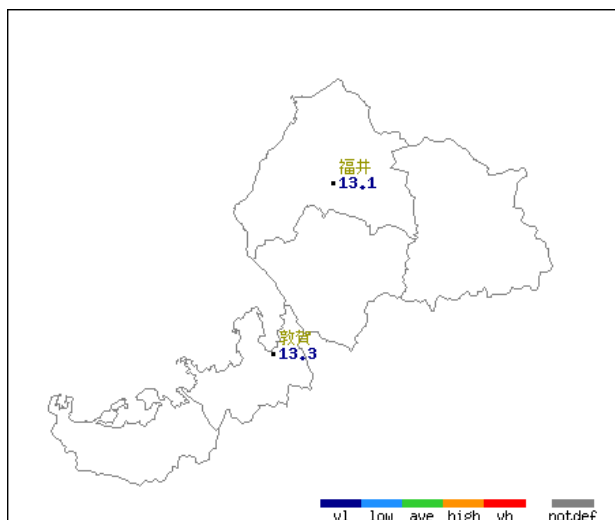 福井
13.1
敦賀
13.3
vl low ave high vh notdef